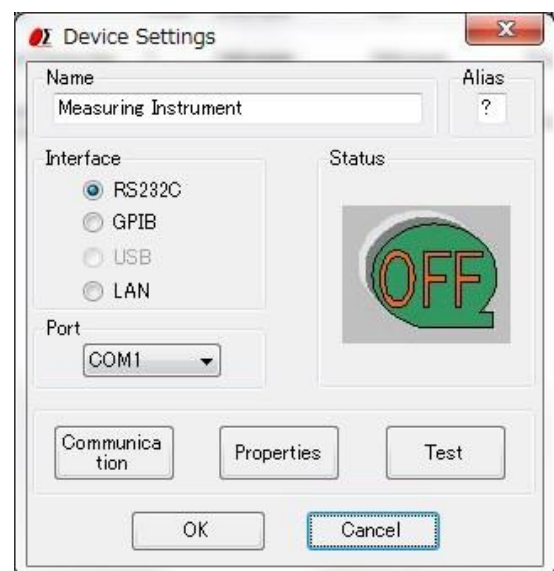 Device Settings
Name
Alias
Measuring Instrument
?
Interface
Status
RS232C
GPIB
USB
LAN
OFF
Port
COM1
Communica
tion
Properties
Test
OK
Cancel